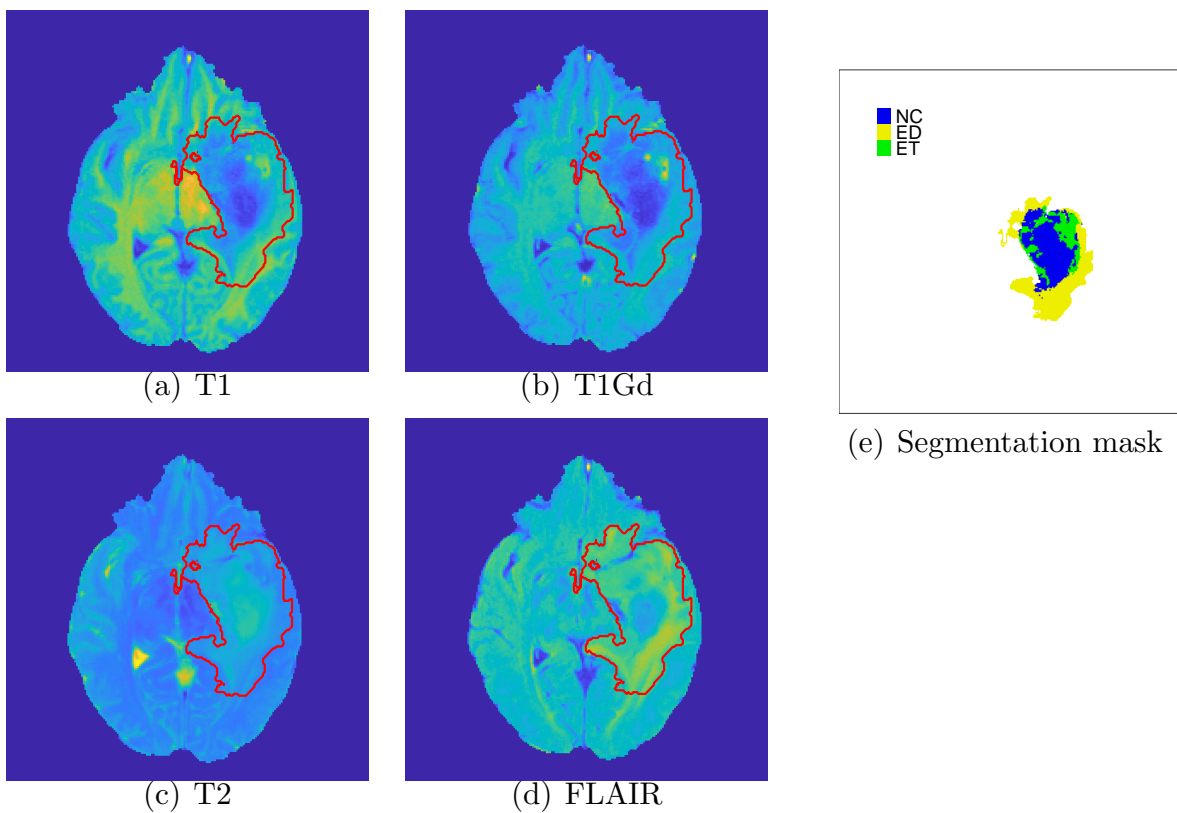 (a) T1
(b) T1Gd
NC
ED
ET
(e) Segmentation mask
(c) T2
(d) FLAIR